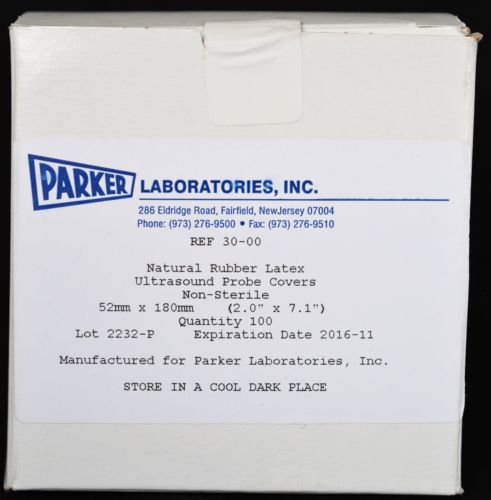 PARKER LABORATORIES, INC.
286 Eldridge Road, Fairfield, NewJersey 07004
Phone: (973) 276-9500 • Fax: (973) 276-9510
REF 30-00
Natural Rubber Latex
Ultrasound Probe Covers
Non-Sterile
52mm x 180mm (2.0" x 7.1")
Quantity 100
Lot 2232-P Expiration Date 2016-11
Manufactured for Parker Laboratories, Inc.
STORE IN A COOL DARK PLACE